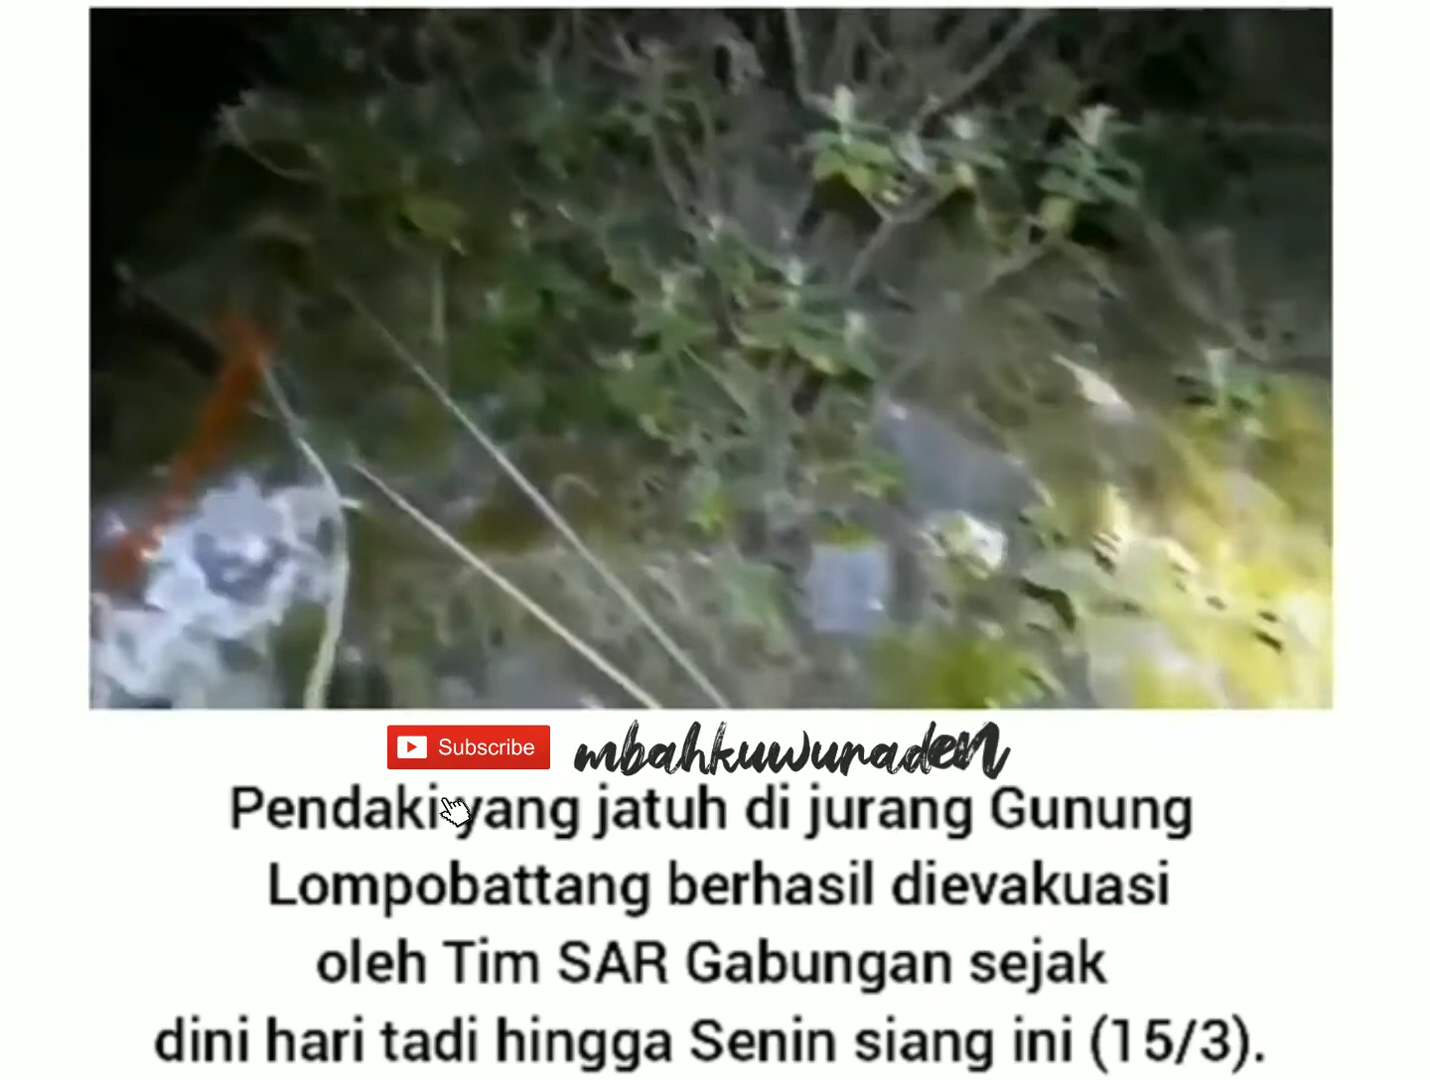 Subscribe mbahkuwuraden
Pendaki yang jatuh di jurang Gunung
Lompobattang berhasil dievakuasi
oleh Tim SAR Gabungan sejak
dini hari tadi hingga Senin siang ini (15/3).